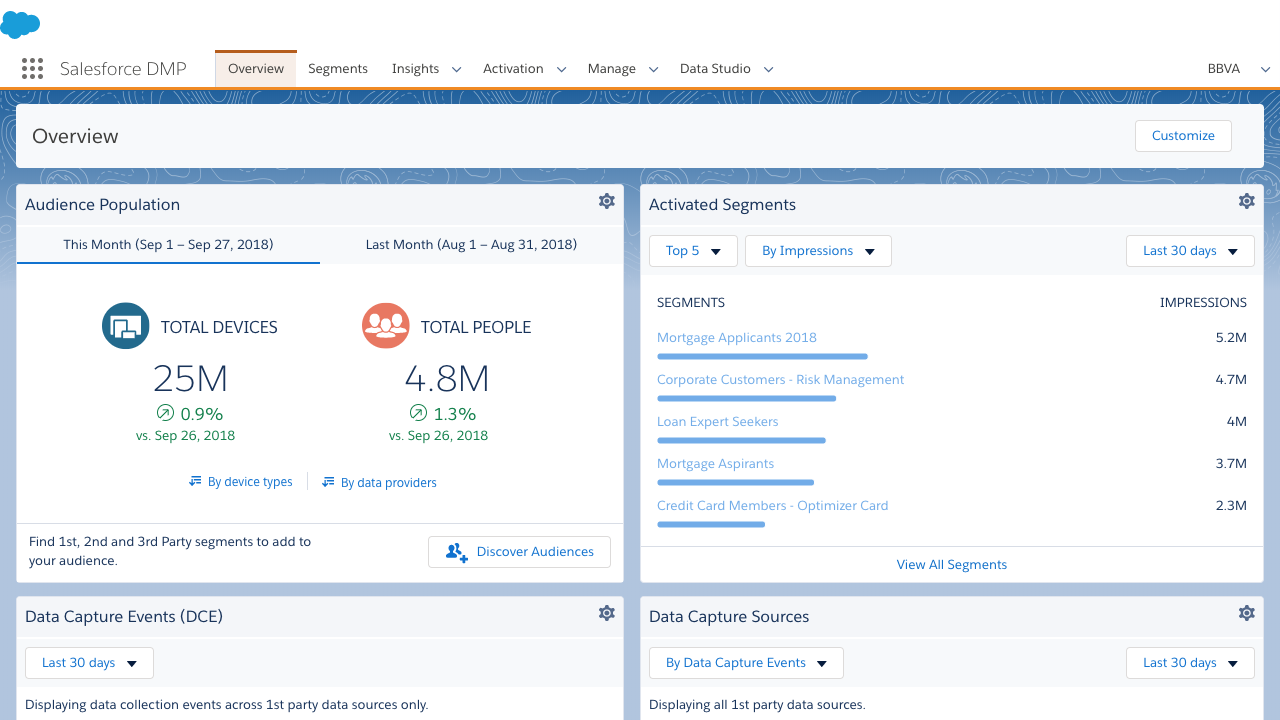 Salesforce DMP
Overview
Segments
Insights
Activation
Manage
Data Studio
BBVA
Overview
Customize
Audience Population
This Month (Sep 1 – Sep 27, 2018)
Last Month (Aug 1 – Aug 31, 2018)
TOTAL DEVICES
25M
0.9%
vs. Sep 26, 2018
TOTAL PEOPLE
4.8M
1.3%
vs. Sep 26, 2018
By device types
By data providers
Find 1st, 2nd and 3rd Party segments to add to
your audience.
Discover Audiences
Activated Segments
Top 5
By Impressions
Last 30 days
SEGMENTS
IMPRESSIONS
Mortgage Applicants 2018
5.2M
Corporate Customers - Risk Management
4.7M
Loan Expert Seekers
4M
Mortgage Aspirants
3.7M
Credit Card Members - Optimizer Card
2.3M
View All Segments
Data Capture Events (DCE)
Last 30 days
Displaying data collection events across 1st party data sources only.
Data Capture Sources
By Data Capture Events
Last 30 days
Displaying all 1st party data sources.